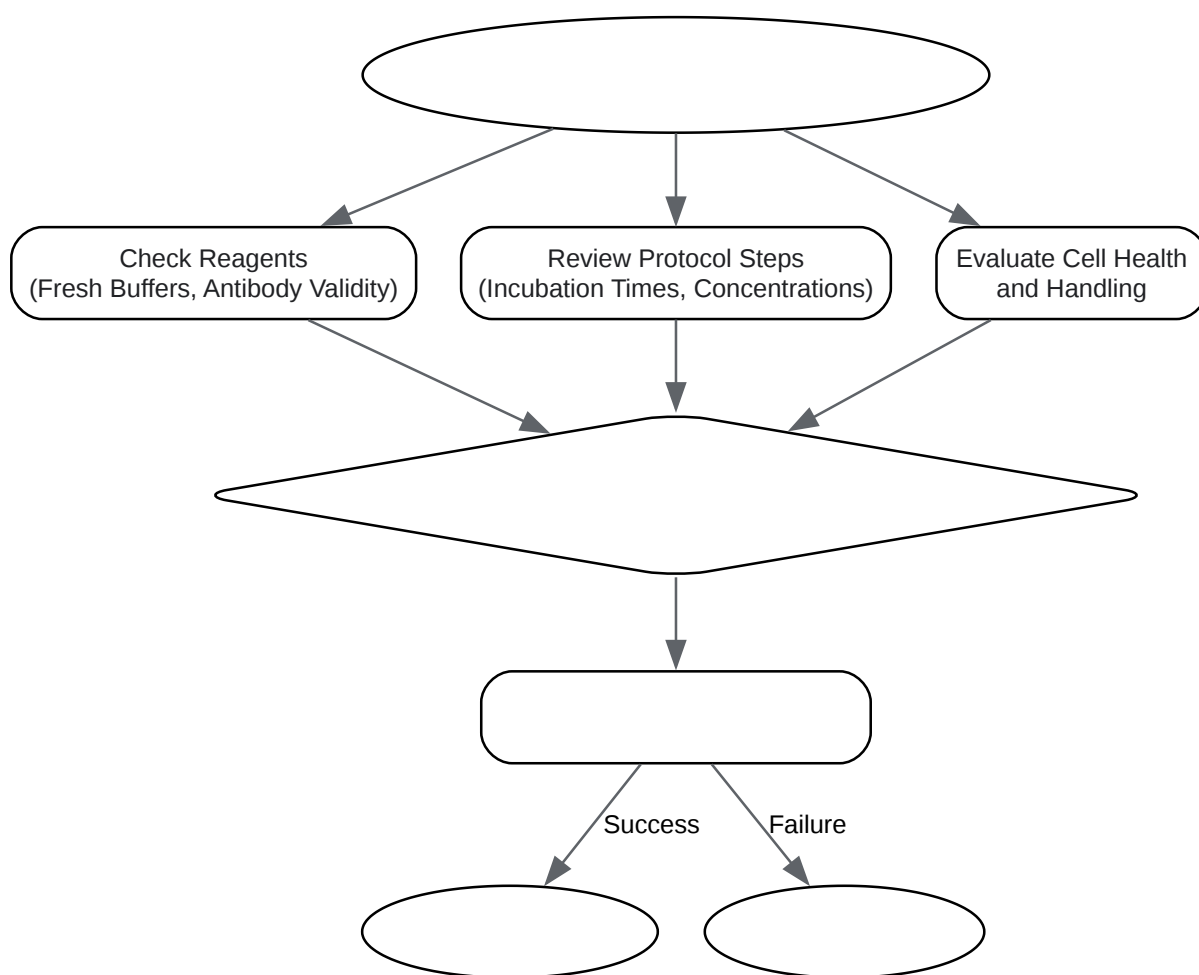 Check Reagents
(Fresh Buffers, Antibody Validity)
Review Protocol Steps
(Incubation Times, Concentrations)
Evaluate Cell Health
and Handling
Success
Failure